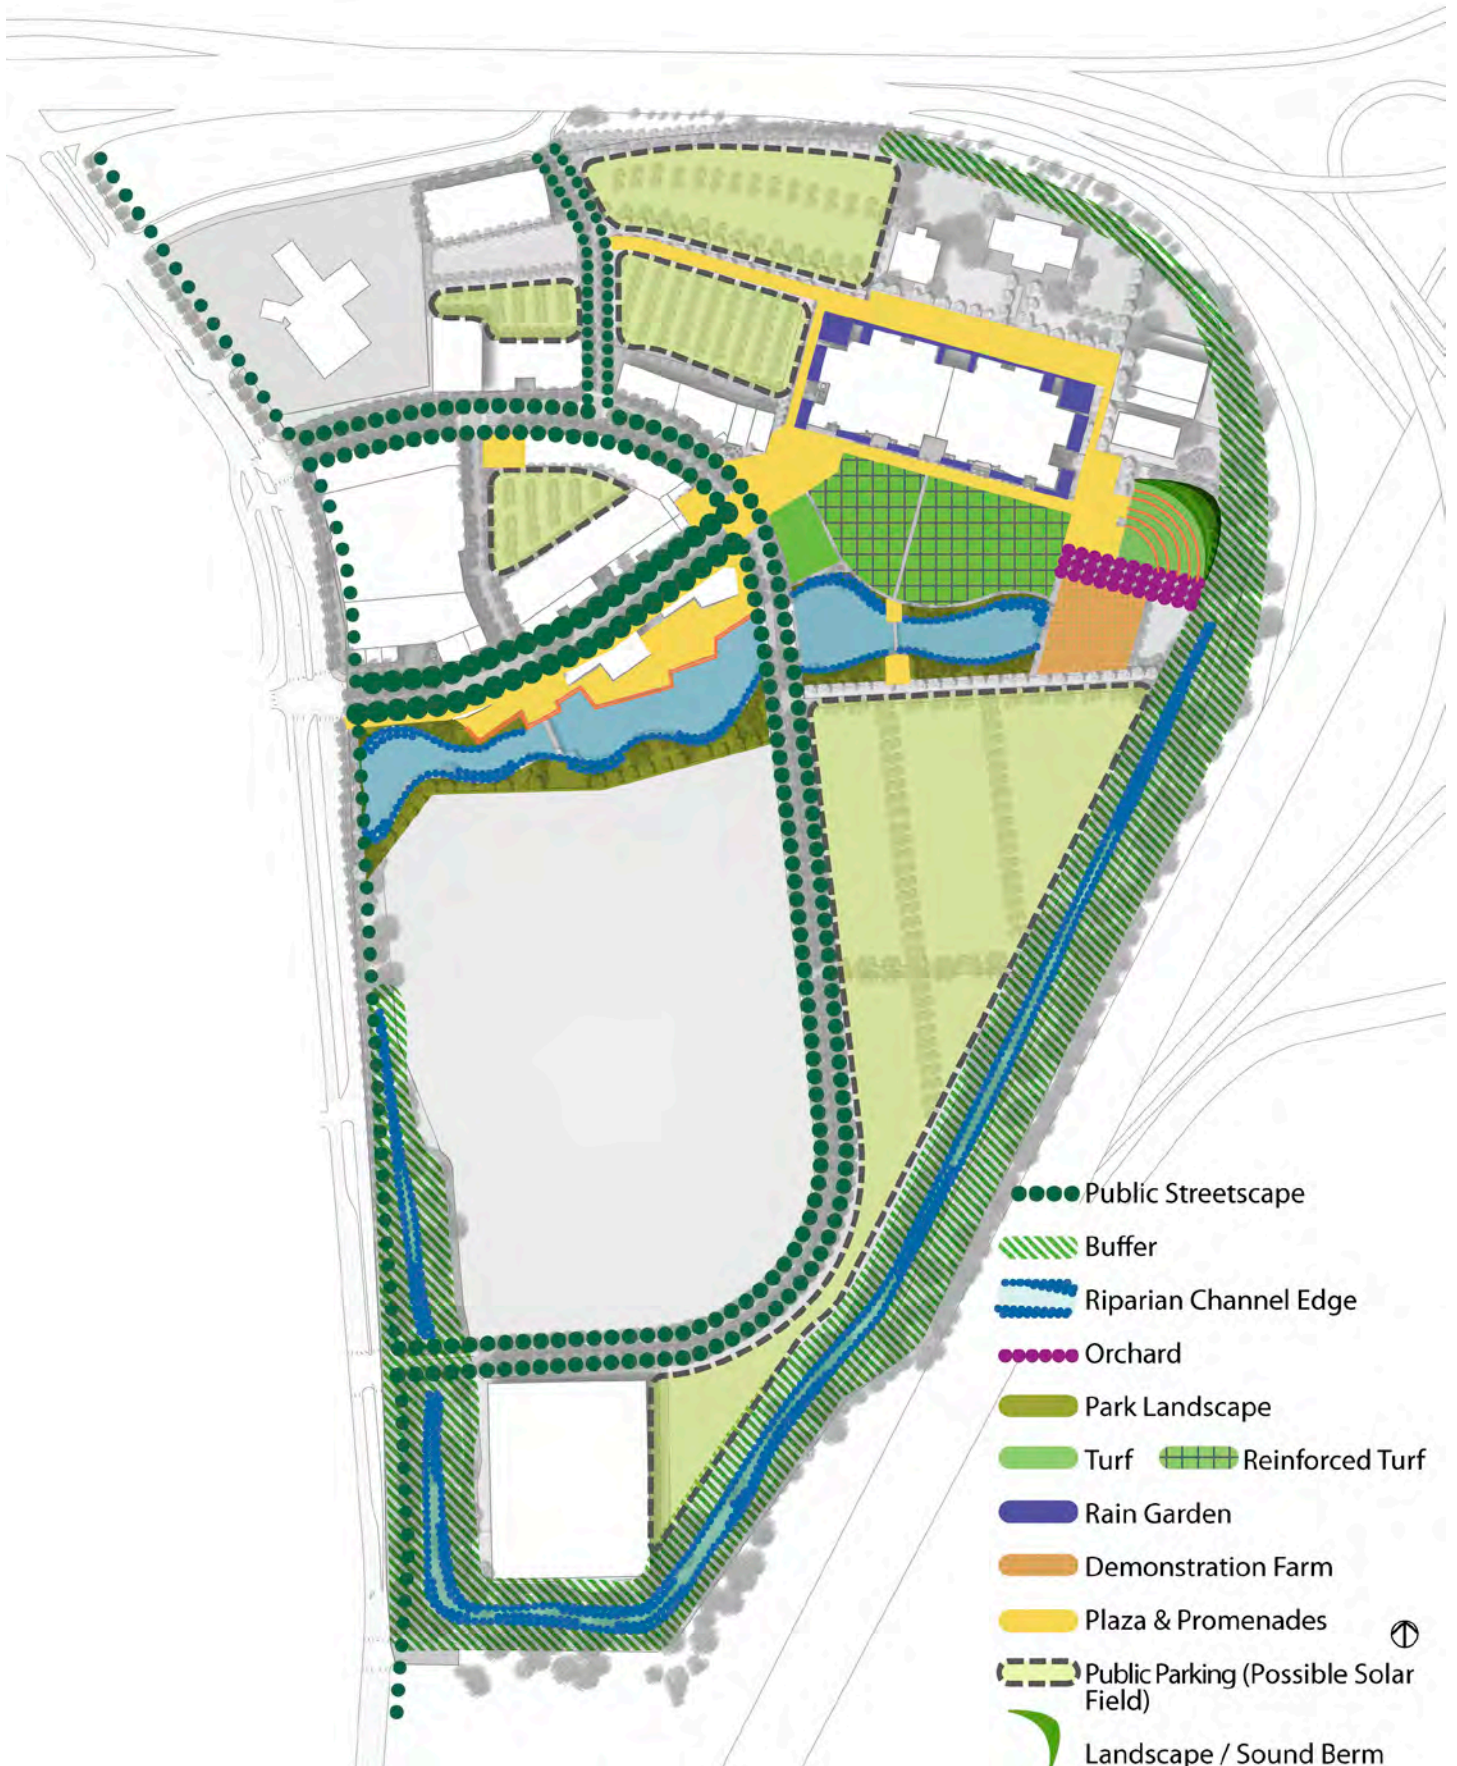 Public Streetscape
Buffer
Riparian Channel Edge
Orchard
Park Landscape
Turf Reinforced Turf
Rain Garden
Demonstration Farm
Plaza & Promenades
Public Parking (Possible Solar
Field)
Landscape / Sound Berm